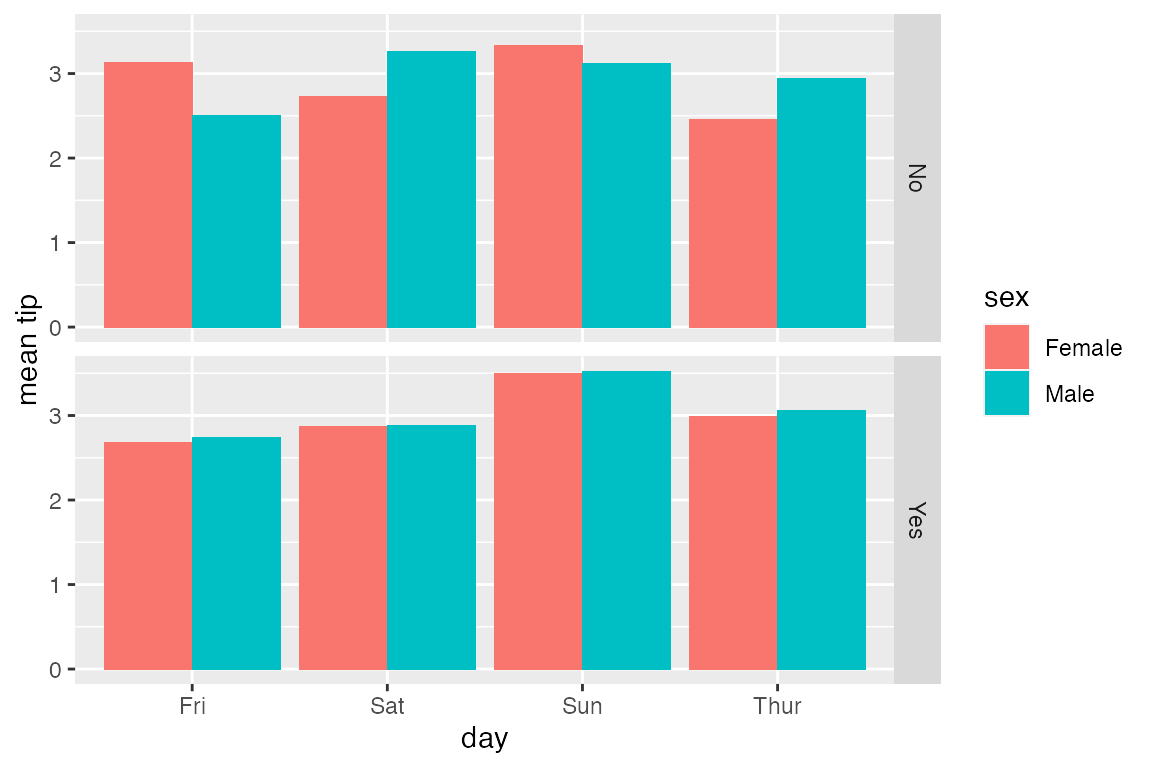 3
2
1
0
No
mean tip
3
2
1
0
Yes
Fri Sat Sun Thur
day
sex
Female
Male